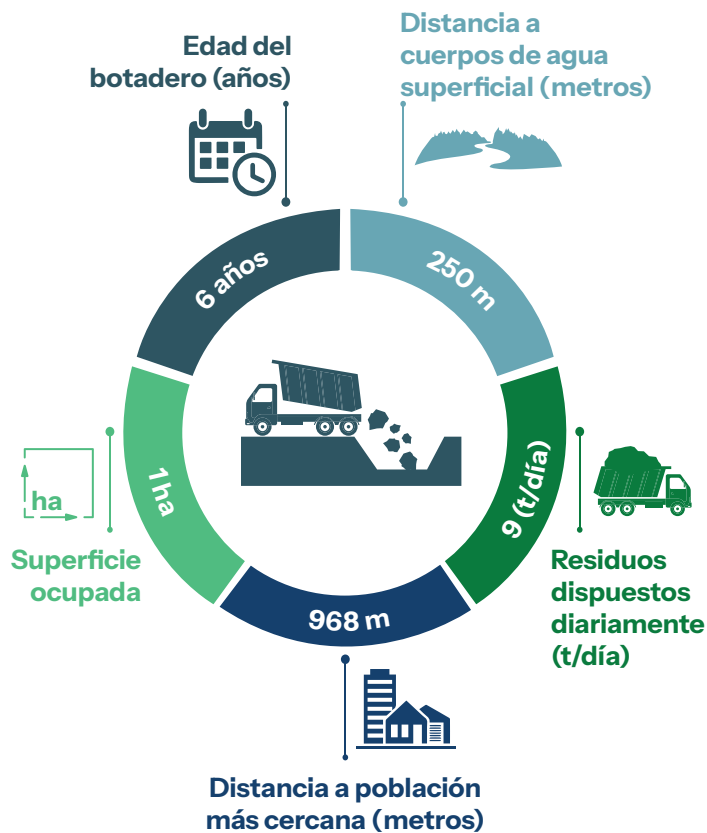 Edad del
botadero (años)
Distancia a
cuerpos de agua
superficial (metros)
6 años
250 m
1 ha
9 (t/día)
968 m
ha
Superficie
ocupada
Residuos
dispuestos
diariamente
(t/día)
Distancia a población
más cercana (metros)